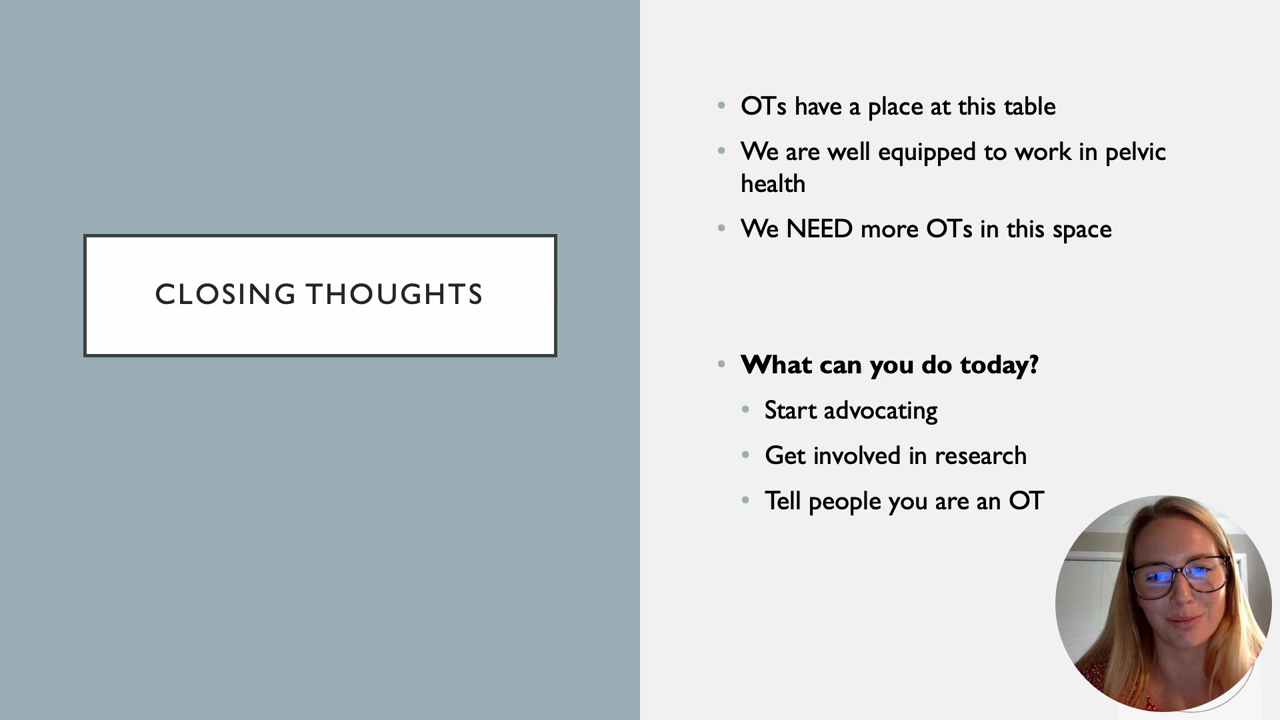 CLOSING THOUGHTS
• OTs have a place at this table
• We are well equipped to work in pelvic
health
• We NEED more OTs in this space
• What can you do today?
• Start advocating
• Get involved in research
• Tell people you are an OT